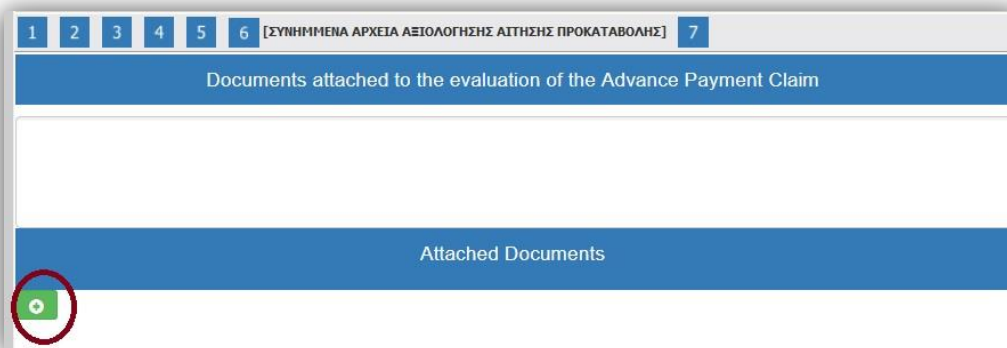 1 2 3 4 5 6 [ΣΥΝΗΜΜΕΝΑ ΑΡΧΕΙΑ ΑΞΙΟΛΟΓΗΣΗΣ ΑΙΤΗΣΗΣ ΠΡΟΚΑΤΑΒΟΛΗΣ] 7
Documents attached to the evaluation of the Advance Payment Claim
Attached Documents